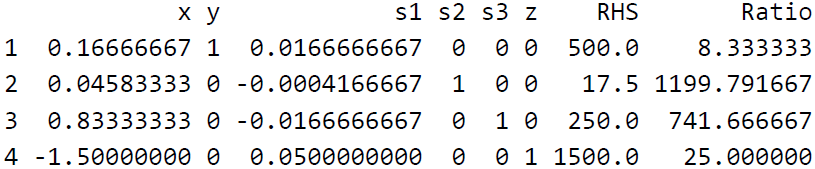 x y s1 s2 s3 z RHS Ratio
1 0.16666667 1 0.0166666667 0 0 0 500.0 8.333333
2 0.04583333 0 -0.0004166667 1 0 0 17.5 1199.791667
3 0.83333333 0 -0.0166666667 0 1 0 250.0 741.666667
4 -1.50000000 0 0.0500000000 0 0 1 1500.0 25.000000